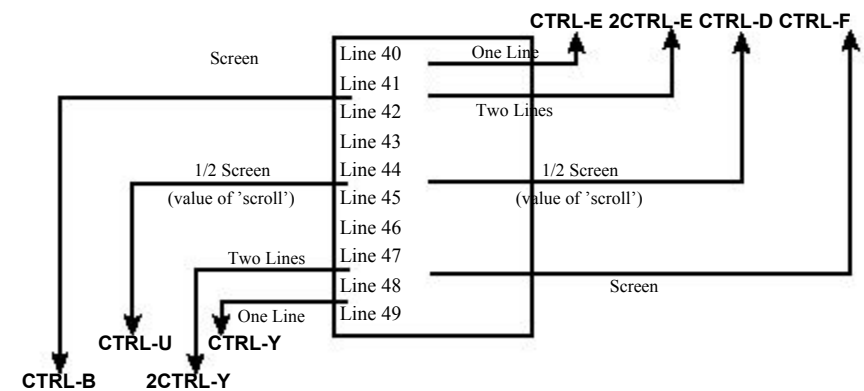 CTRL-E 2CTRL-E CTRL-D CTRL-F
Screen
Line 40
One Line
Line 41
Line 42
Two Lines
Line 43
1/2 Screen
Line 44
1/2 Screen
(value of ’scroll’)
Line 45
(value of ’scroll’)
Line 46
Two Lines
Line 47
Line 48
Screen
One Line
Line 49
CTRL-U
CTRL-Y
CTRL-B
2CTRL-Y